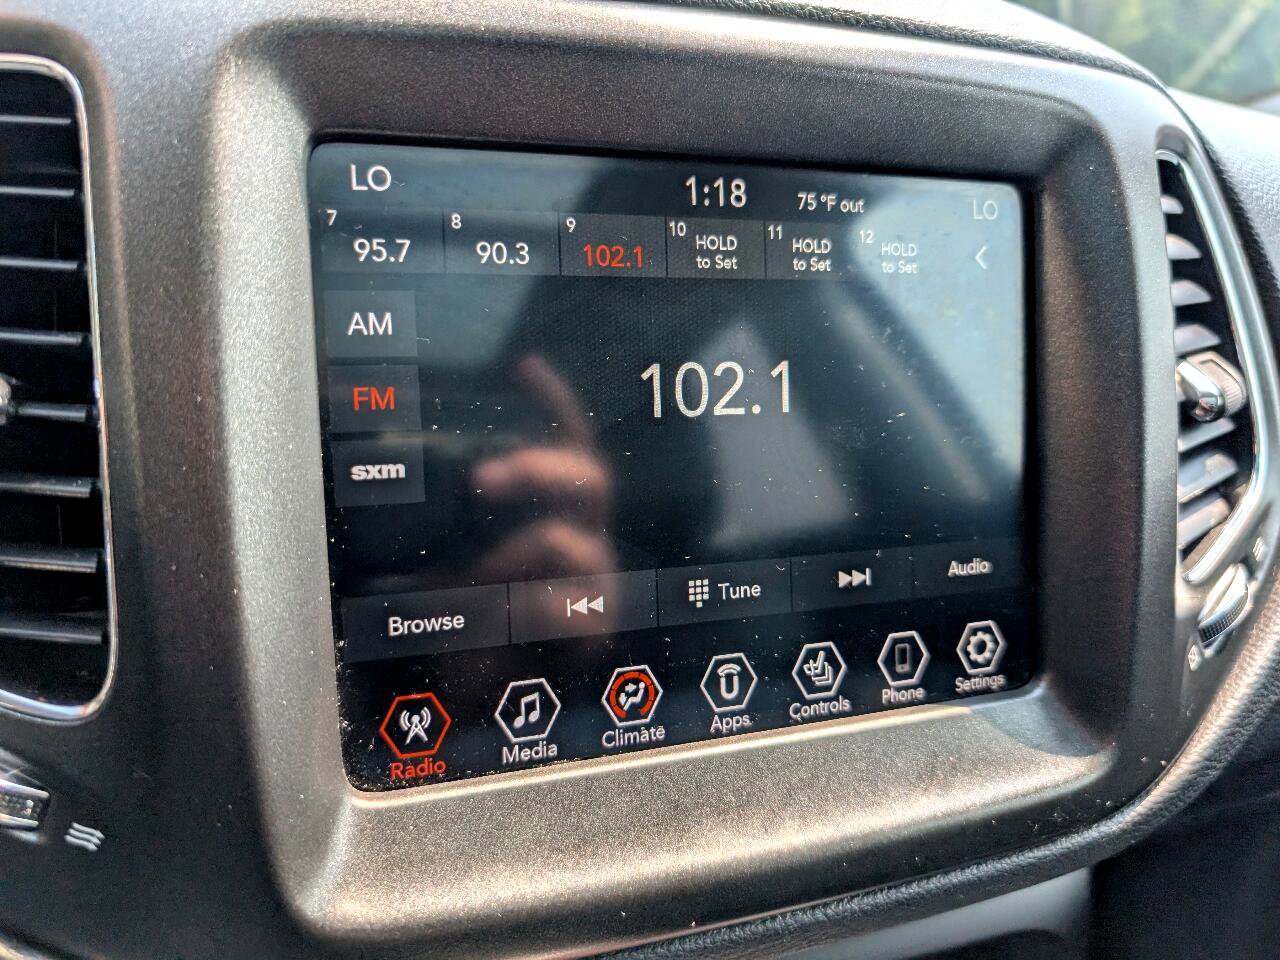 LO 1:18 75°F out LO
7 8 9 10 11 12
95.7 90.3 102.1 HOLD to Set HOLD to Set HOLD to Set
AM
FM
sxm
102.1
Browse Tune Audio
Radio Media Climate Apps Controls Phone Settings